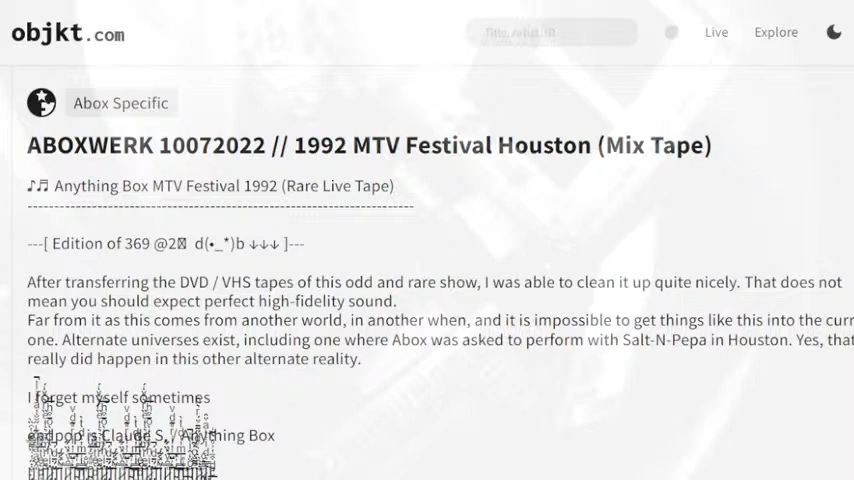 objkt.com
Title, Artist, ID
Live
Explore
Abox Specific
ABOXWERK 10072022 // 1992 MTV Festival Houston (Mix Tape)
♪♬ Anything Box MTV Festival 1992 (Rare Live Tape)
--------------------------------------------------------------------------------
---[ Edition of 369 @2 d(•_*)b ↓↓↓ ]---
After transferring the DVD / VHS tapes of this odd and rare show, I was able to clean it up quite nicely. That does not
mean you should expect perfect high-fidelity sound.
Far from it as this comes from another world, in another when, and it is impossible to get things like this into the curr
one. Alternate universes exist, including one where Abox was asked to perform with Salt-N-Pepa in Houston. Yes, that
really did happen in this other alternate reality.
I forget myself sometimes
endpop is Claude S. / Anything Box